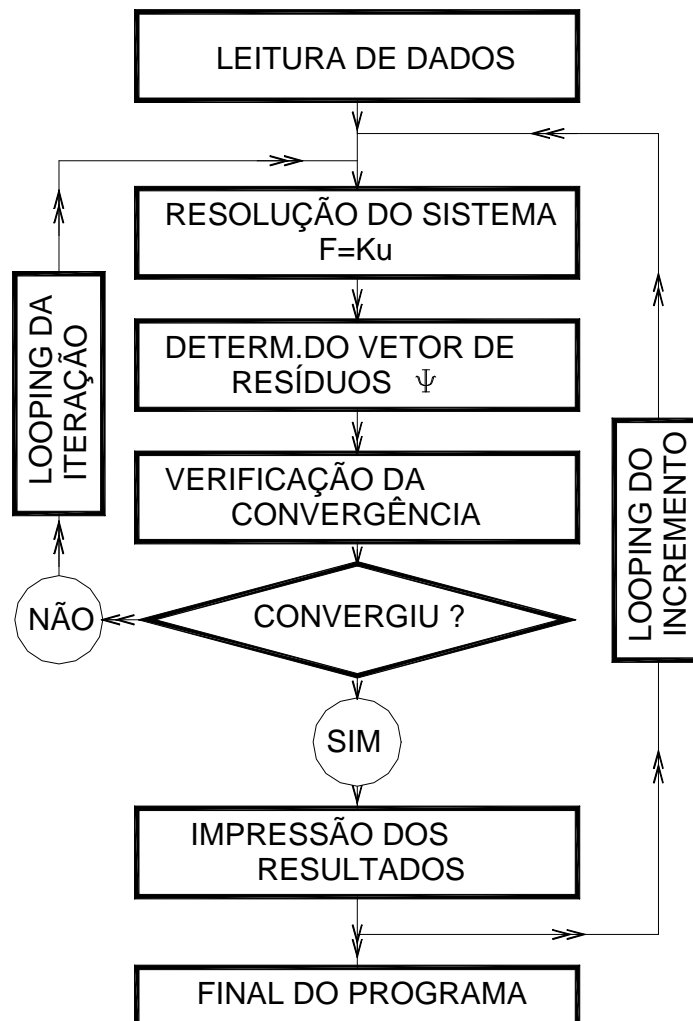 LEITURA DE DADOS
RESOLUÇÃO DO SISTEMA
F=Ku
DETERM.DO VETOR DE
RESÍDUOS Ψ
VERIFICAÇÃO DA
CONVERGÊNCIA
CONVERGIU ?
NÃO
SIM
LOOPING DA
ITERAÇÃO
LOOPING DO
INCREMENTO
IMPRESSÃO DOS
RESULTADOS
FINAL DO PROGRAMA